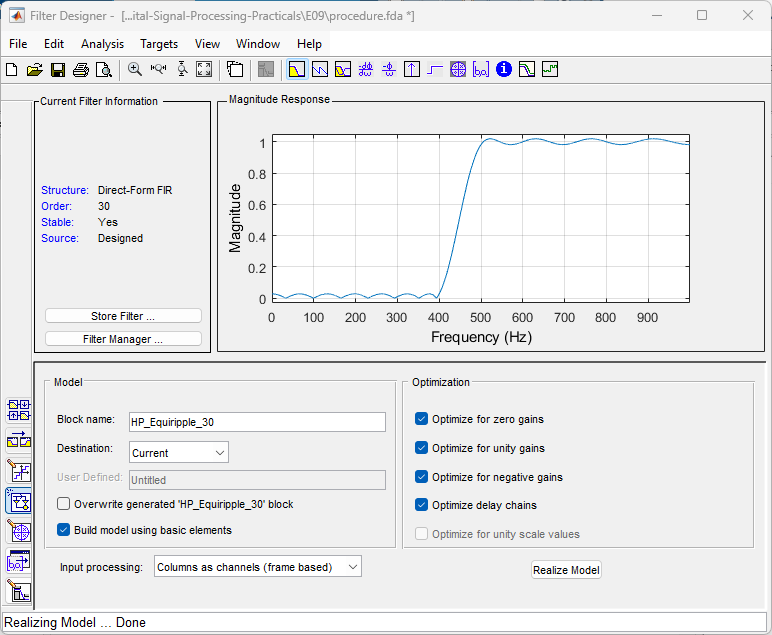 Filter Designer -  [...ital-Signal-Processing-Practicals\E09\procedure.fda *]
File Edit Analysis Targets View Window Help
Current Filter Information
Structure: Direct-Form FIR
Order: 30
Stable: Yes
Source: Designed
Store Filter ...
Filter Manager ...
Magnitude Response
Magnitude
1
0.8
0.6
0.4
0.2
0
0 100 200 300 400 500 600 700 800 900
Frequency (Hz)
Model
Block name: HP_Equiripple_30
Destination: Current
User Defined: Untitled
Overwrite generated 'HP_Equiripple_30' block
Build model using basic elements
Optimization
Optimize for zero gains
Optimize for unity gains
Optimize for negative gains
Optimize delay chains
Optimize for unity scale values
Input processing: Columns as channels (frame based)
Realize Model
Realizing Model ... Done